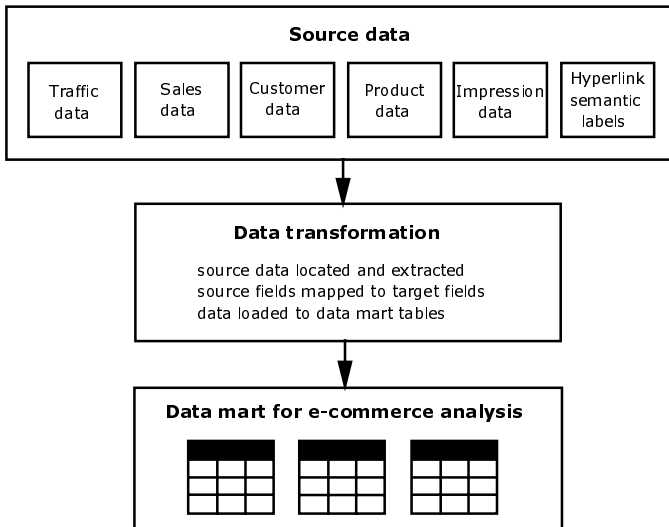 Source data
Traffic
data
Sales
data
Customer
data
Product
data
Impression
data
Hyperlink
semantic
labels
Data transformation
source data located and extracted
source fields mapped to target fields
data loaded to data mart tables
Data mart for e-commerce analysis